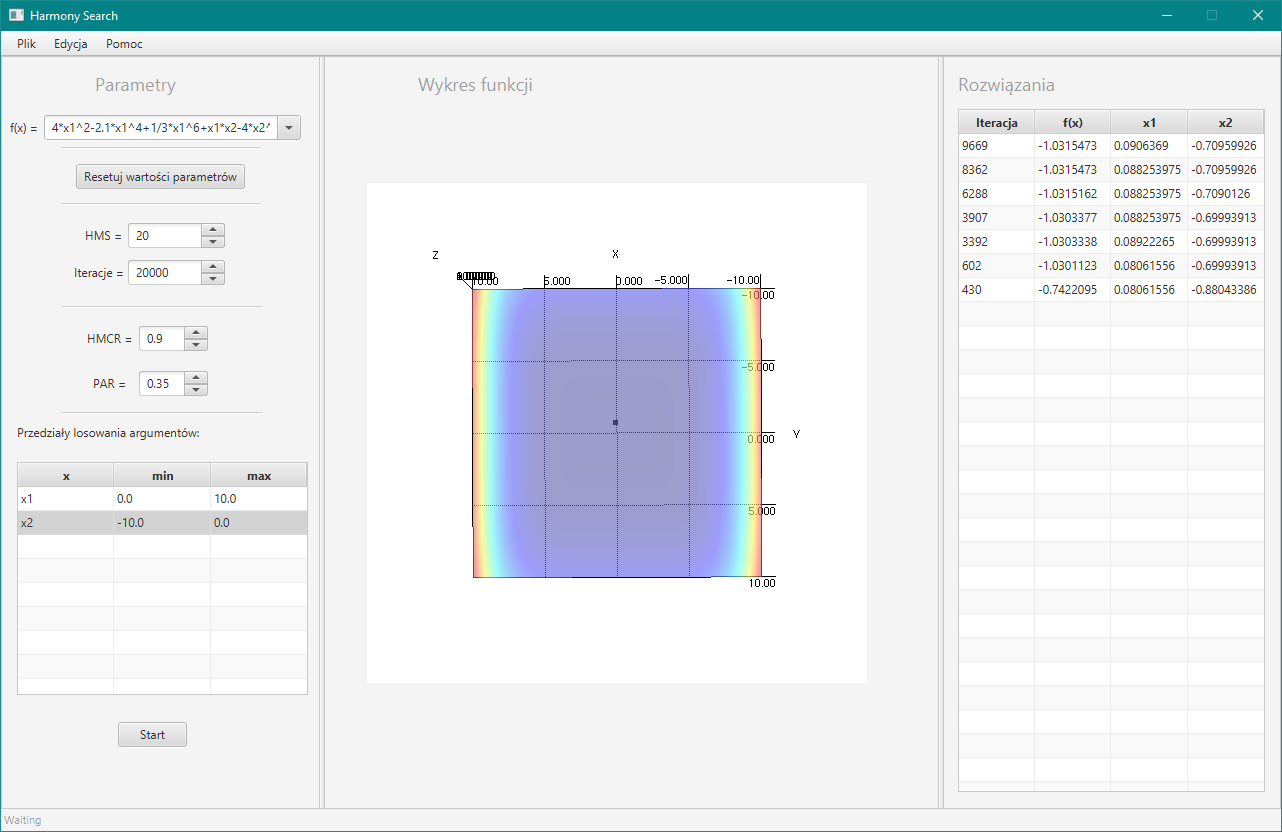 Harmony Search
Plik Edycja Pomoc
Parametry
f(x) = 4*x1^2-2.1*x1^4+1/3*x1^6+x1*x2-4*x2^
Resetuj wartości parametrów
HMS = 20
Iteracje = 20000
HMCR = 0.9
PAR = 0.35
Przedziały losowania argumentów:
x min max
x1 0.0 10.0
x2 -10.0 0.0
Start
Wykres funkcji
Z X
10.00 5.000 0.000 -5.000 -10.00
-10.00
-5.000
Y
0.000
5.000
10.00
Rozwiązania
Iteracja f(x) x1 x2
9669 -1.0315473 0.0906369 -0.70959926
8362 -1.0315473 0.088253975 -0.70959926
6288 -1.0315162 0.088253975 -0.7090126
3907 -1.0303377 0.088253975 -0.69993913
3392 -1.0303338 0.08922265 -0.69993913
602 -1.0301123 0.08061556 -0.69993913
430 -0.7422095 0.08061556 -0.88043386
Waiting